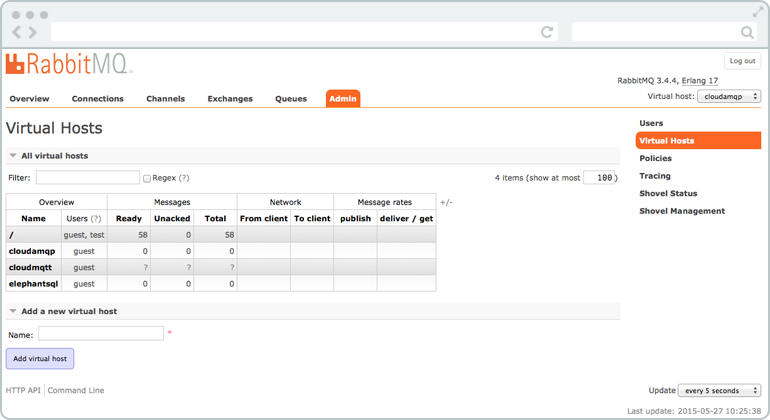 RabbitMQ
Log out
RabbitMQ 3.4.4, Erlang 17
Overview Connections Channels Exchanges Queues Admin
Virtual host: cloudamqp
Virtual Hosts
Users
Virtual Hosts
Policies
Tracing
Shovel Status
Shovel Management
All virtual hosts
Filter: Regex (?) 4 items (show at most 100)
Overview Messages Network Message rates +/-
Name Users (?) Ready Unacked Total From client To client publish deliver / get
/ guest, test 58 0 58
cloudamqp guest 0 0 0
cloudmqtt guest ? ? ?
elephantsql guest 0 0 0
Add a new virtual host
Name: *
Add virtual host
HTTP API Command Line
Update every 5 seconds
Last update: 2015-05-27 10:25:38